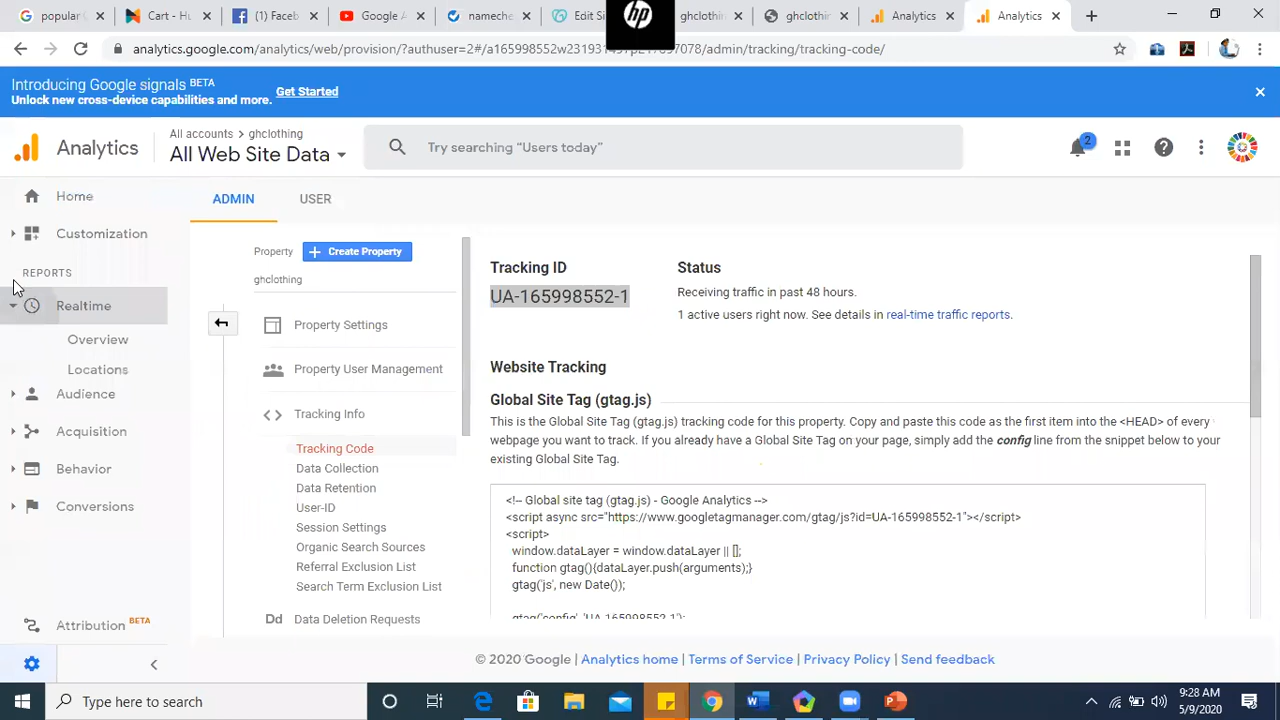 popular
Cart - Hu
(1) Faceb
Google A
namechea
Edit Si
ghclothing
ghclothing
Analytics
Analytics
analytics.google.com/analytics/web/provision/?authuser=2#/a165998552w231931
7078/admin/tracking/tracking-code/
Introducing Google signals BETA
Unlock new cross-device capabilities and more. Get Started
Analytics
All accounts > ghclothing
All Web Site Data
Try searching “Users today”
2
Home
Customization
REPORTS
Realtime
Overview
Locations
Audience
Acquisition
Behavior
Conversions
Attribution BETA
ADMIN
USER
Property
+ Create Property
ghclothing
Property Settings
Property User Management
<> Tracking Info
Tracking Code
Data Collection
Data Retention
User-ID
Session Settings
Organic Search Sources
Referral Exclusion List
Search Term Exclusion List
Dd Data Deletion Requests
Tracking ID
UA-165998552-1
Status
Receiving traffic in past 48 hours.
1 active users right now. See details in real-time traffic reports.
Website Tracking
Global Site Tag (gtag.js)
This is the Global Site Tag (gtag.js) tracking code for this property. Copy and paste this code as the first item into the <HEAD> of every
webpage you want to track. If you already have a Global Site Tag on your page, simply add the config line from the snippet below to your
existing Global Site Tag.
<!-- Global site tag (gtag.js) - Google Analytics -->
<script async src="https://www.googletagmanager.com/gtag/js?id=UA-165998552-1"></script>
<script>
window.dataLayer = window.dataLayer || [];
function gtag(){dataLayer.push(arguments);}
gtag('js', new Date());
gtag('config', 'UA-165998552-1');
© 2020 Google | Analytics home | Terms of Service | Privacy Policy | Send feedback
Type here to search
9:28 AM
5/9/2020